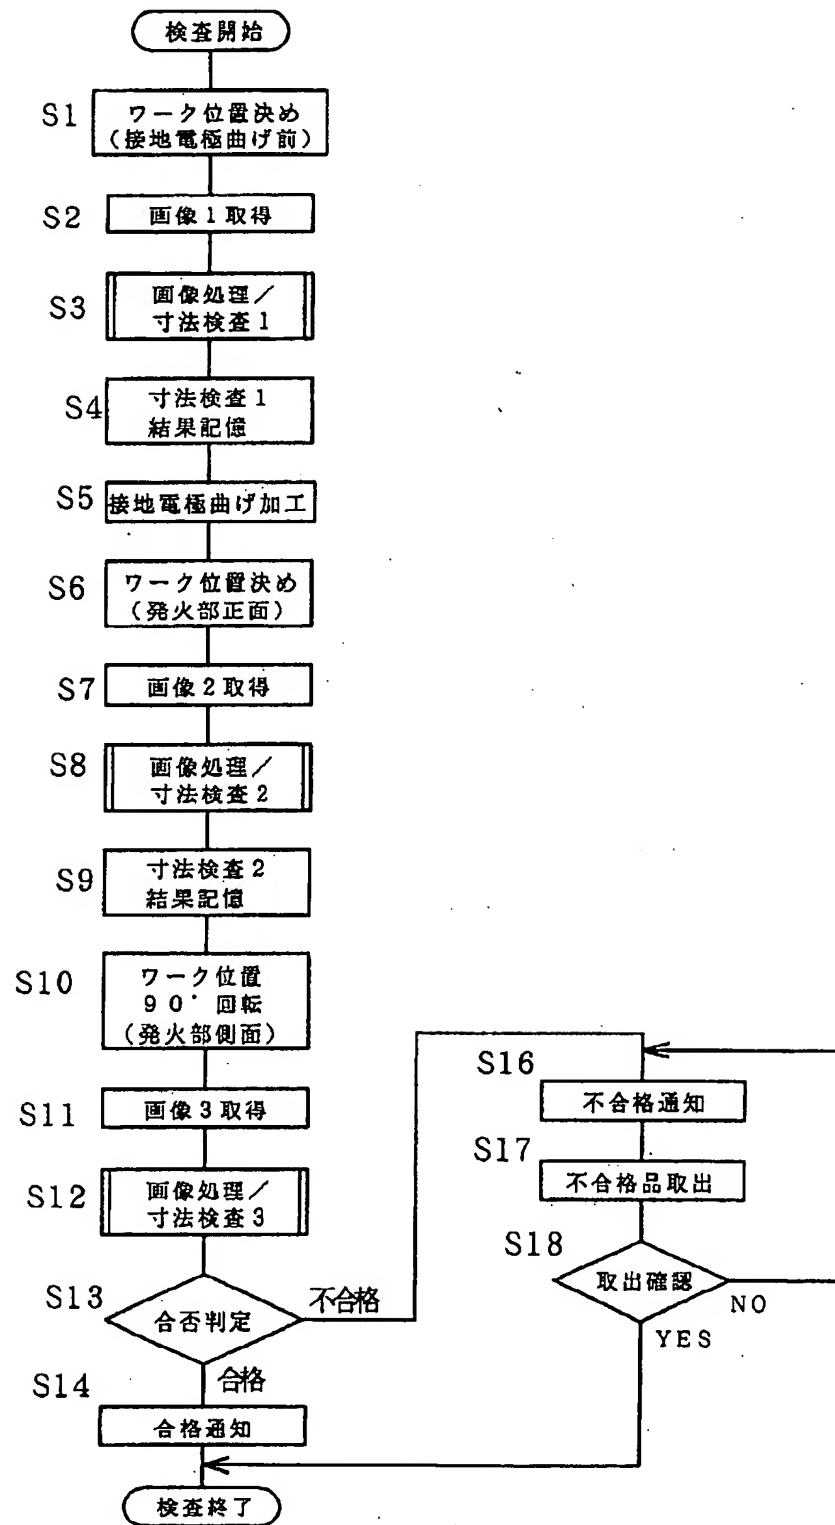 検査開始
S1
ワーク位置決め
(接地電極曲げ前)
S2
画像1取得
S3
画像処理/
寸法検査1
S4
寸法検査1
結果記憶
S5
接地電極曲げ加工
S6
ワーク位置決め
(発火部正面)
S7
画像2取得
S8
画像処理/
寸法検査2
S9
寸法検査2
結果記憶
S10
ワーク位置
90°回転
(発火部側面)
S11
画像3取得
S12
画像処理/
寸法検査3
S13
合否判定
不合格
合格
S14
合格通知
検査終了
S16
不合格通知
S17
不合格品取出
S18
取出確認
NO
YES